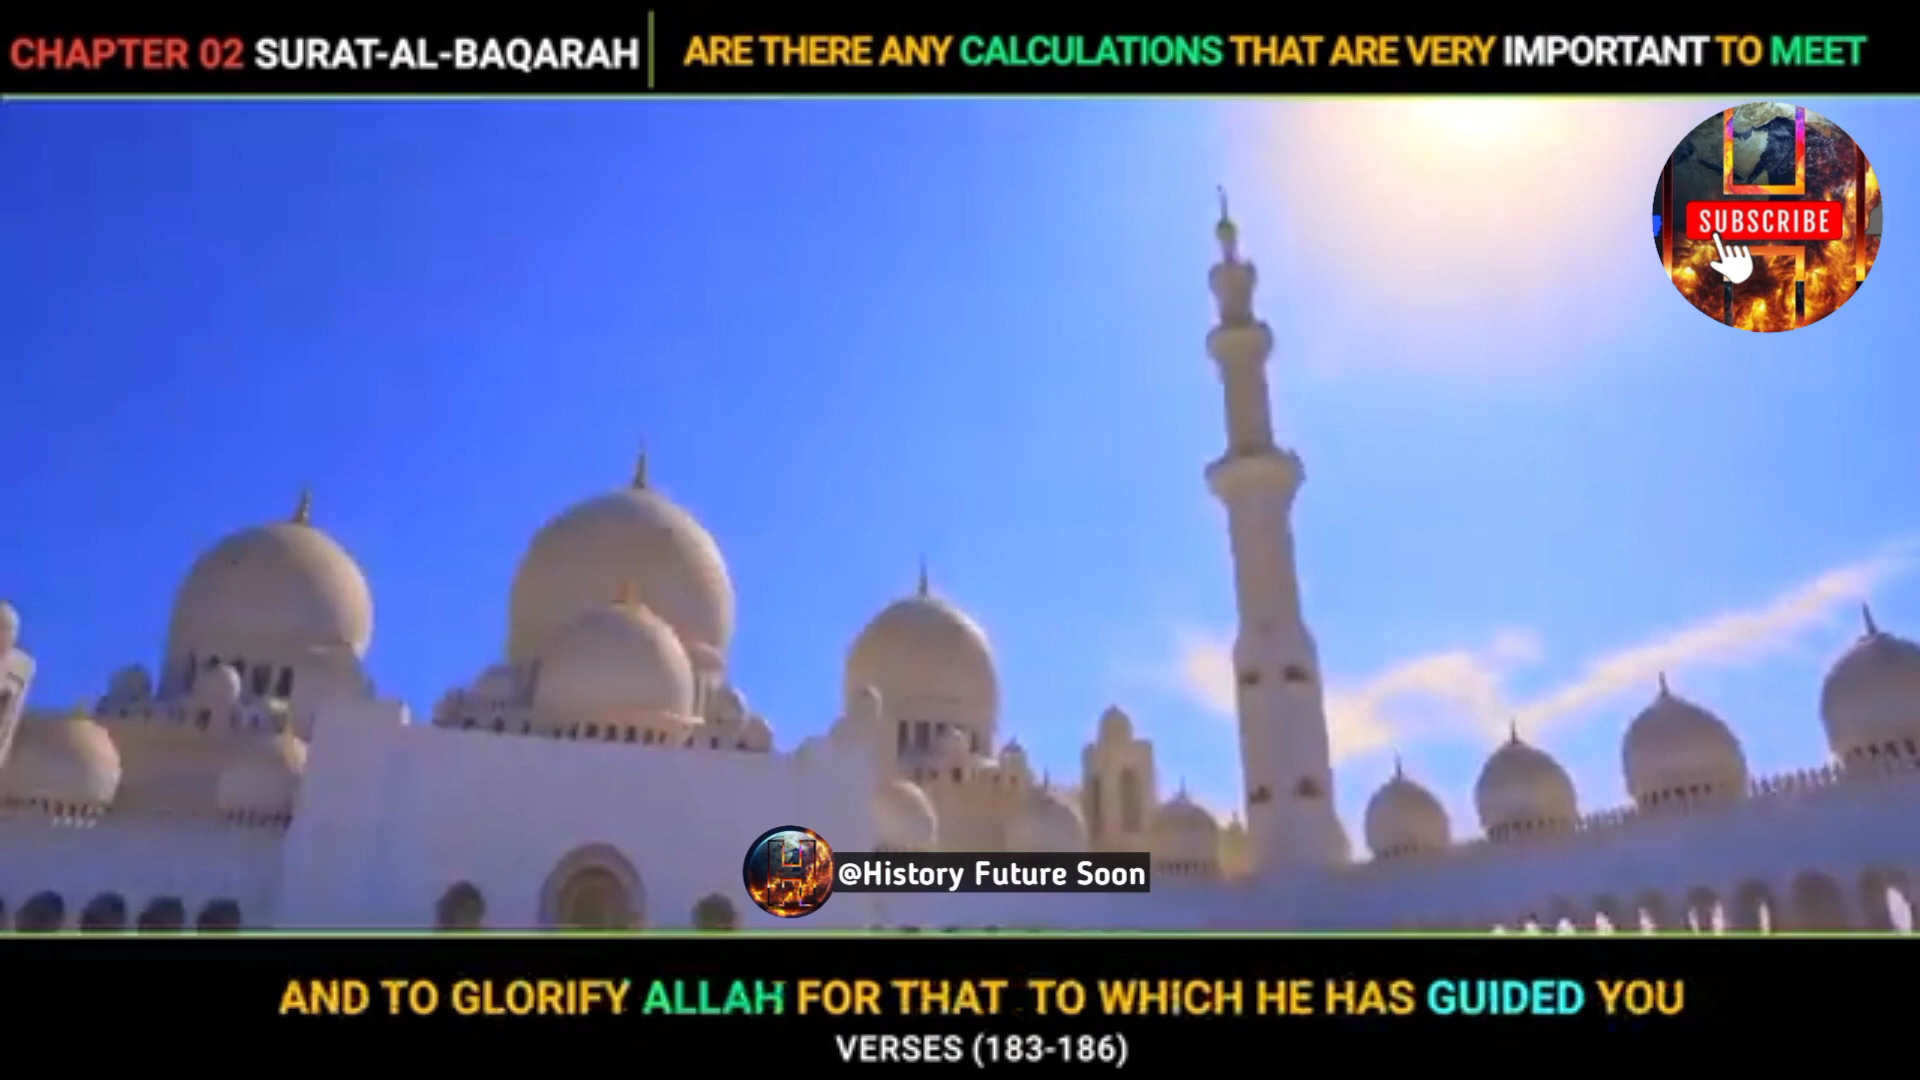 CHAPTER 02 SURAT-AL-BAQARAH
ARE THERE ANY CALCULATIONS THAT ARE VERY IMPORTANT TO MEET
SUBSCRIBE
@History Future Soon
AND TO GLORIFY ALLAH FOR THAT TO WHICH HE HAS GUIDED YOU
VERSES (183-186)